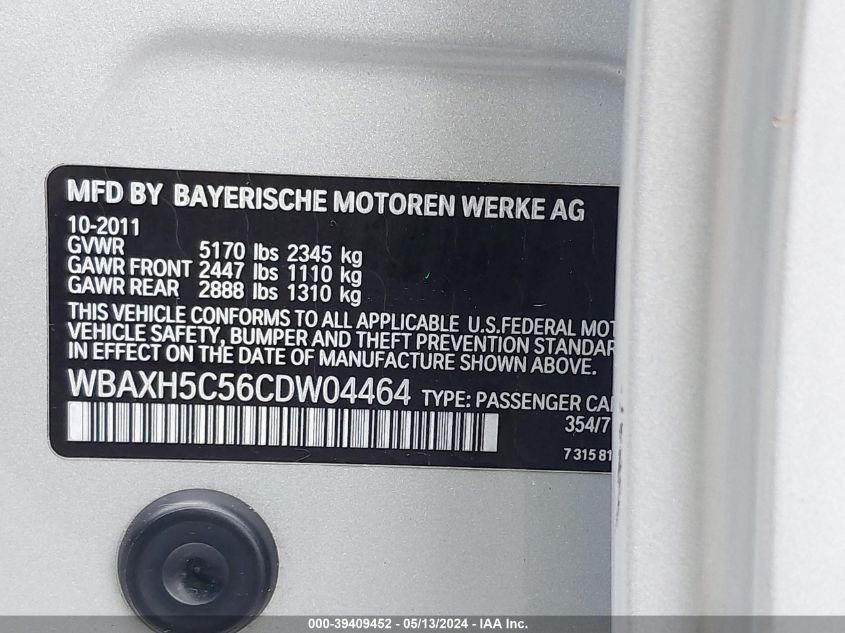 MFD BY BAYERISCHE MOTOREN WERKE AG
10-2011
GVWR 5170 lbs 2345 kg
GAWR FRONT 2447 lbs 1110 kg
GAWR REAR 2888 lbs 1310 kg
THIS VEHICLE CONFORMS TO ALL APPLICABLE U.S.FEDERAL MOT
VEHICLE SAFETY, BUMPER AND THEFT PREVENTION STANDAR
IN EFFECT ON THE DATE OF MANUFACTURE SHOWN ABOVE.
WBAXH5C56CDW04464 TYPE: PASSENGER CA
354/7
7 315 81
000-39409452 - 05/13/2024 - IAA Inc.